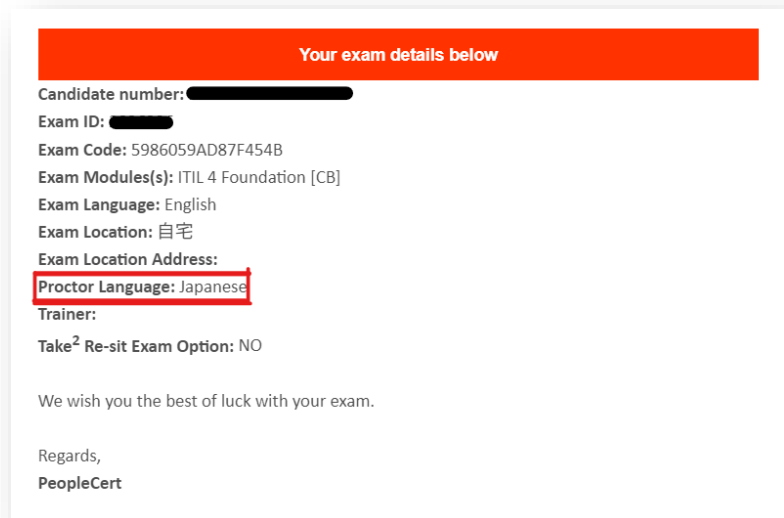 Your exam details below
Candidate number:
Exam ID:
Exam Code: 5986059AD87F454B
Exam Modules(s): ITIL 4 Foundation [CB]
Exam Language: English
Exam Location: 自宅
Exam Location Address:
Proctor Language: Japanese
Trainer:
Take² Re-sit Exam Option: NO
We wish you the best of luck with your exam.
Regards,
PeopleCert